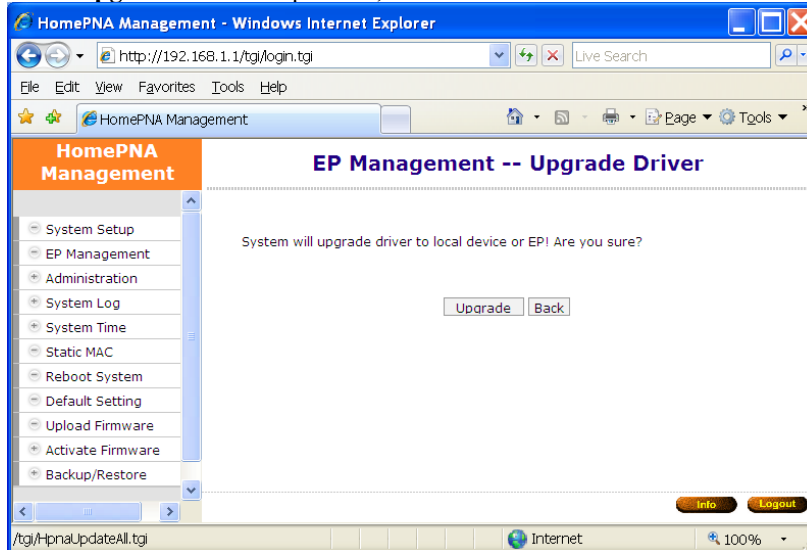 HomePNA Management - Windows Internet Explorer
http://192.168.1.1/tgi/login.tgi
Live Search
File Edit View Favorites Tools Help
HomePNA Management
Page Tools
HomePNA
Management
EP Management -- Upgrade Driver
System Setup
EP Management
Administration
System Log
System Time
Static MAC
Reboot System
Default Setting
Upload Firmware
Activate Firmware
Backup/Restore
System will upgrade driver to local device or EP! Are you sure?
Upgrade Back
Info Logout
/tgi/HpnaUpdateAll.tgi
Internet
100%